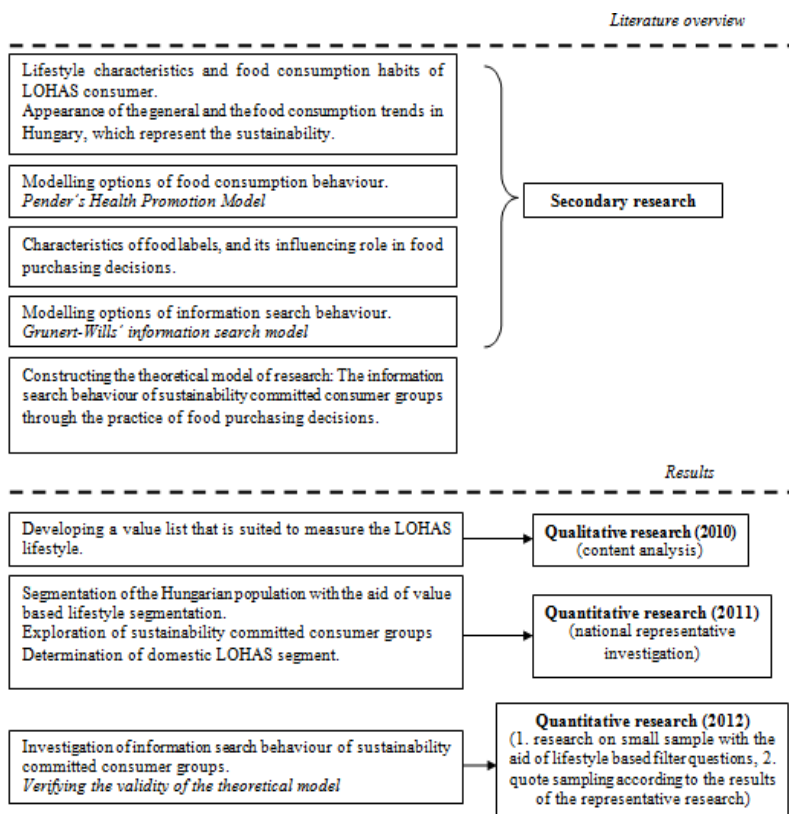 Literature overview
Lifestyle characteristics and food consumption habits of
LOHAS consumer.
Appearance of the general and the food consumption trends in
Hungary, which represent the sustainability.
Modelling options of food consumption behaviour.
Pender´s Health Promotion Model
Secondary research
Characteristics of food labels, and its influencing role in food
purchasing decisions.
Modelling options of information search behaviour.
Grunert-Wills´ information search model
Constructing the theoretical model of research: The information
search behaviour of sustainability committed consumer groups
through the practice of food purchasing decisions.
Results
Developing a value list that is suited to measure the LOHAS
lifestyle.
Qualitative research (2010)
(content analysis)
Segmentation of the Hungarian population with the aid of value
based lifestyle segmentation.
Exploration of sustainability committed consumer groups
Determination of domestic LOHAS segment.
Quantitative research (2011)
(national representative
investigation)
Investigation of information search behaviour of sustainability
committed consumer groups.
Verifying the validity of the theoretical model
Quantitative research (2012)
(1. research on small sample with the
aid of lifestyle based filter questions, 2.
quote sampling according to the results
of the representative research)